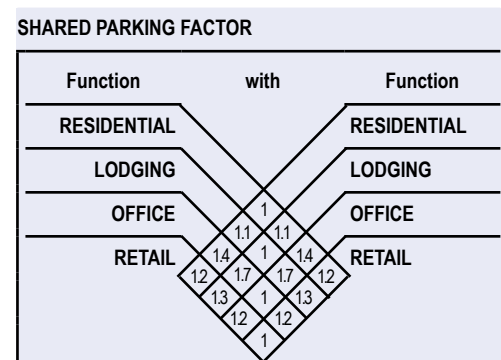 SHARED PARKING FACTOR
Function with Function
RESIDENTIAL RESIDENTIAL
LODGING LODGING
OFFICE OFFICE
RETAIL RETAIL
1
1.1 1.1
1.4 1 1.4
1.2 1.7 1.7 1.2
1.3 1 1.3
1.2 1.2
1